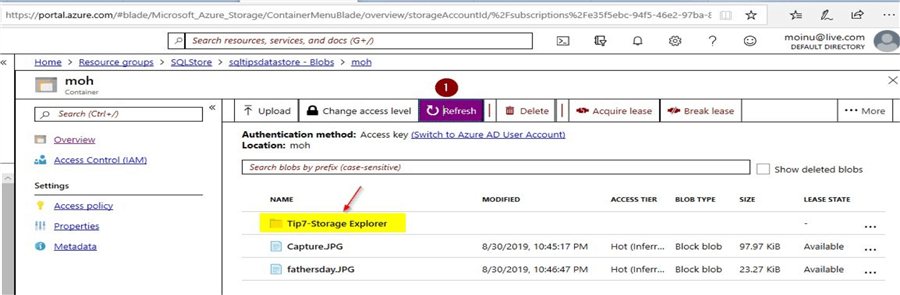 https://portal.azure.com/#blade/Microsoft_Azure_Storage/ContainerMenuBlade/overview/storageAccountId/%2Fsubscriptions%2Fe35f5ebc-94f5-46e2-97ba-8
Search resources, services, and docs (G+/)
moinu@live.com
DEFAULT DIRECTORY
Home > Resource groups > SQLStore > sqltipsdatastore - Blobs > moh
moh
Container
1
Search (Ctrl+/)
«
Overview
Access Control (IAM)
Settings
Access policy
Properties
Metadata
Upload Change access level Refresh Delete Acquire lease Break lease ··· More
Authentication method: Access key (Switch to Azure AD User Account)
Location: moh
Search blobs by prefix (case-sensitive)
Show deleted blobs
NAME MODIFIED ACCESS TIER BLOB TYPE SIZE LEASE STATE
Tip7-Storage Explorer - ...
Capture.JPG 8/30/2019, 10:45:17 PM Hot (Inferr... Block blob 97.97 KiB Available ...
fathersday.JPG 8/30/2019, 10:46:47 PM Hot (Inferr... Block blob 23.27 KiB Available ...